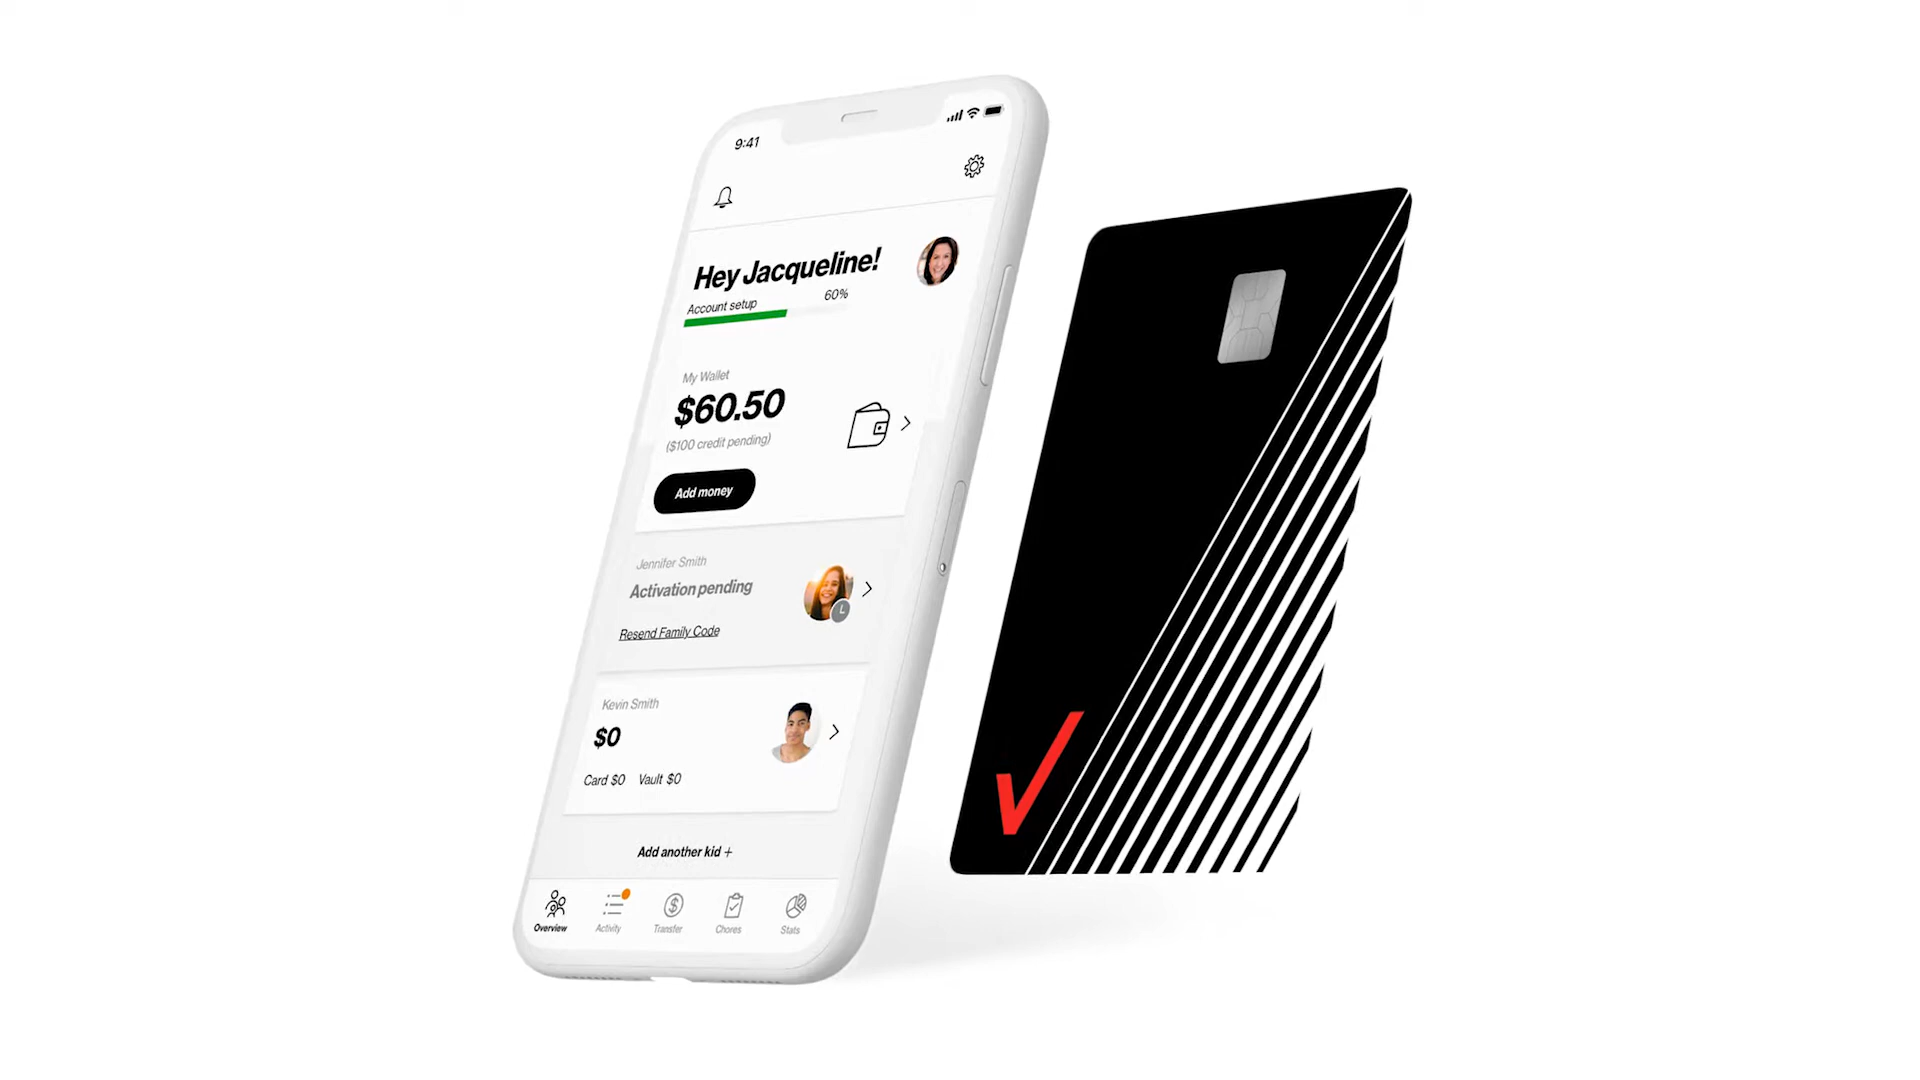 9:41
Hey Jacqueline!
Account setup 60%
My Wallet
$60.50
($100 credit pending)
Add money
Jennifer Smith
Activation pending
Resend Family Code
Kevin Smith
$0
Card $0 Vault $0
Add another kid +
Overview Activity Transfer Chores Stats